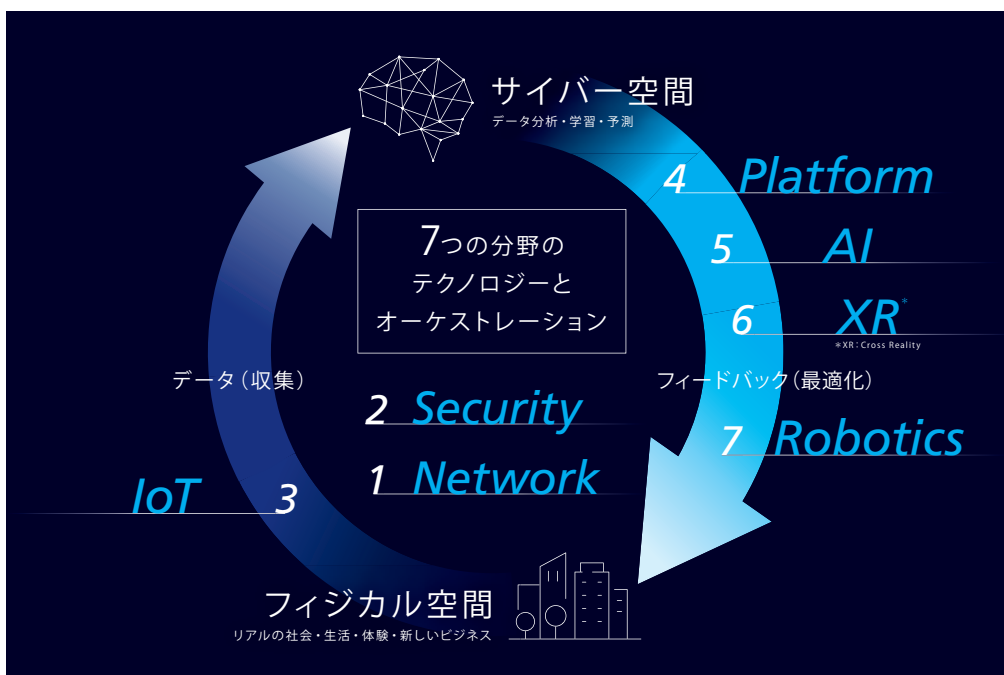 サイバー空間
データ分析・学習・予測
4 Platform
7つの分野の
テクノロジーと
オーケストレーション
5 AI
6 XR*
*XR:Cross Reality
データ(収集)
フィードバック(最適化)
2 Security
7 Robotics
1 Network
IoT 3
フィジカル空間
リアルの社会・生活・体験・新しいビジネス